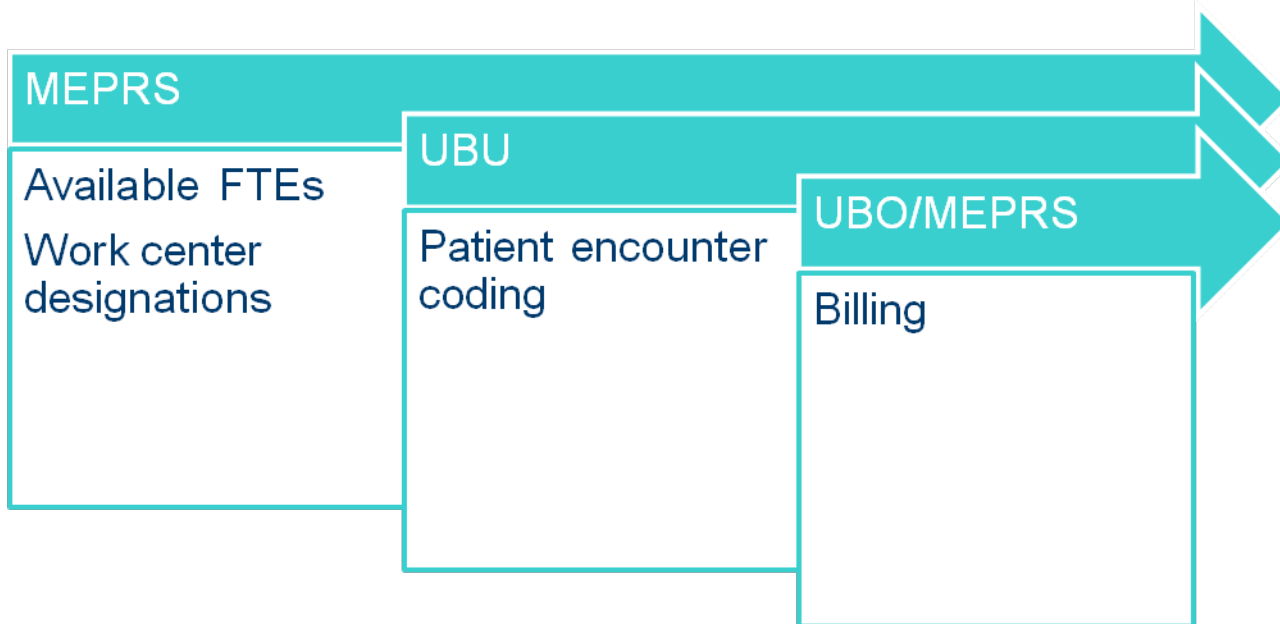 MEPRS
Available FTEs
Work center
designations
UBU
Patient encounter
coding
UBO/MEPRS
Billing